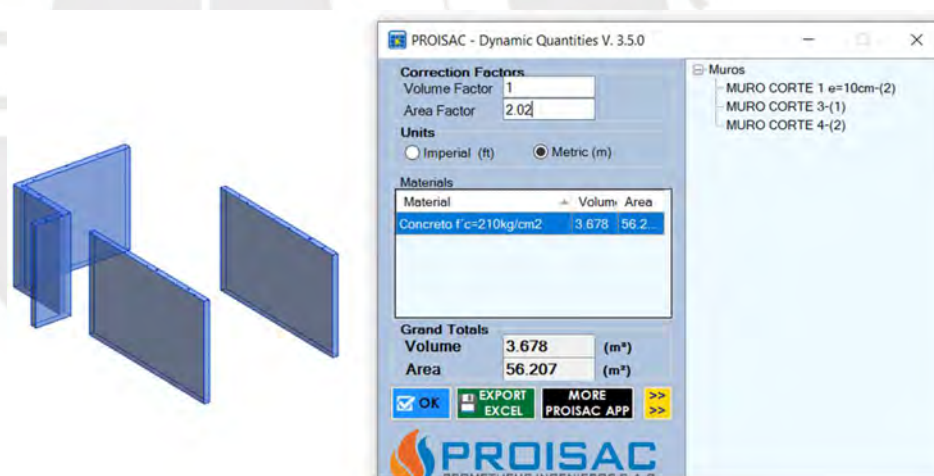 PROISAC - Dynamic Quantities V. 3.5.0
Correction Factors
Volume Factor 1
Area Factor 2.02
Units
Imperial (ft) Metric (m)
Materials
Material Volum Area
Concreto f´c=210kg/cm2 3.678 56.2...
Grand Totals
Volume 3.678 (m³)
Area 56.207 (m²)
OK EXPORT EXCEL MORE PROISAC APP >> >>
PROISAC
PROMETHEUS INGENIEROS S.A.C
Muros
MURO CORTE 1 e=10cm-(2)
MURO CORTE 3-(1)
MURO CORTE 4-(2)